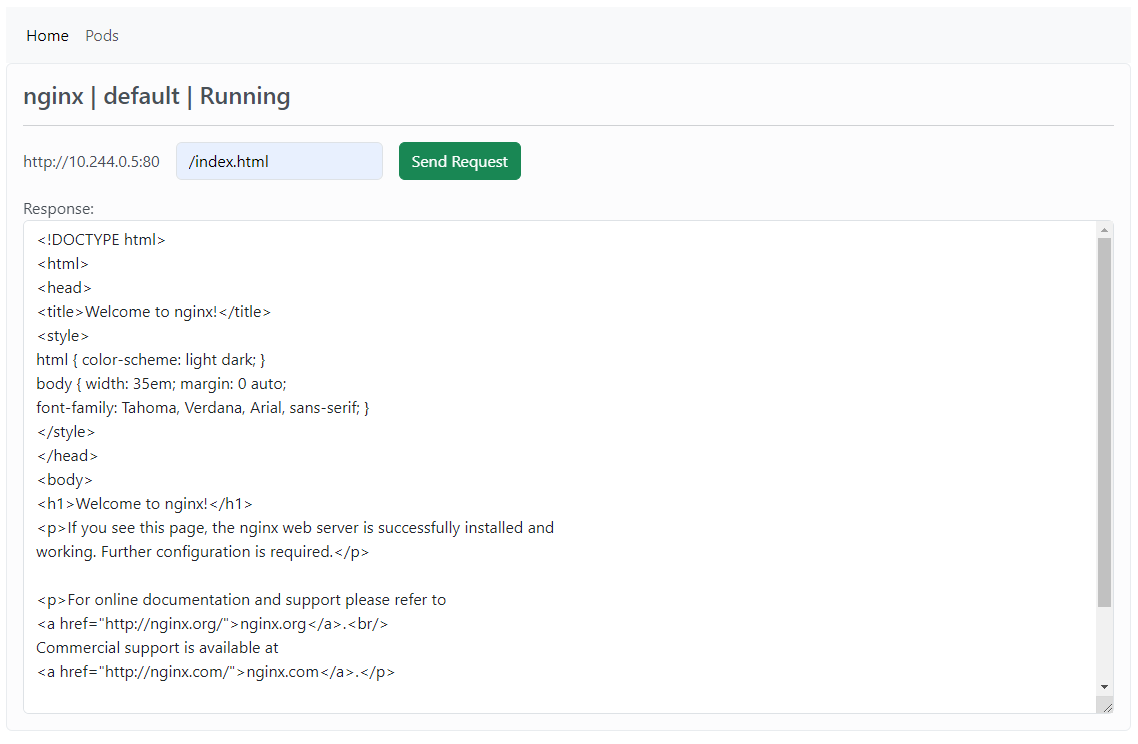 Home Pods
nginx | default | Running
http://10.244.0.5:80 /index.html Send Request
Response:
<!DOCTYPE html>
<html>
<head>
<title>Welcome to nginx!</title>
<style>
html { color-scheme: light dark; }
body { width: 35em; margin: 0 auto;
font-family: Tahoma, Verdana, Arial, sans-serif; }
</style>
</head>
<body>
<h1>Welcome to nginx!</h1>
<p>If you see this page, the nginx web server is successfully installed and
working. Further configuration is required.</p>
<p>For online documentation and support please refer to
<a href="http://nginx.org/">nginx.org</a>.<br/>
Commercial support is available at
<a href="http://nginx.com/">nginx.com</a>.</p>